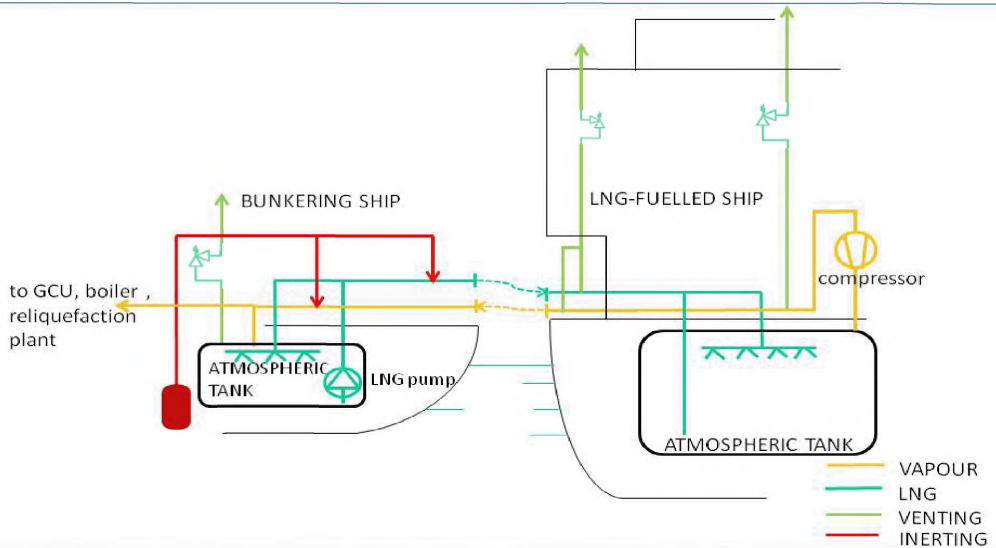 BUNKERING SHIP
LNG-FUELLED SHIP
compressor
to GCU, boiler ,
reliquefaction
plant
ATMOSPHERIC
TANK
LNG pump
ATMOSPHERIC TANK
VAPOUR
LNG
VENTING
INERTING